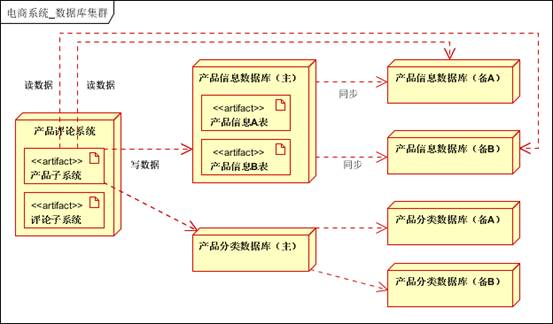 电商系统_数据库集群
读数据
读数据
产品评论系统
<<artifact>>
产品子系统
<<artifact>>
评论子系统
写数据
产品信息数据库（主）
<<artifact>>
产品信息A表
<<artifact>>
产品信息B表
同步
同步
产品信息数据库（备A）
产品信息数据库（备B）
产品分类数据库（主）
产品分类数据库（备A）
产品分类数据库（备B）